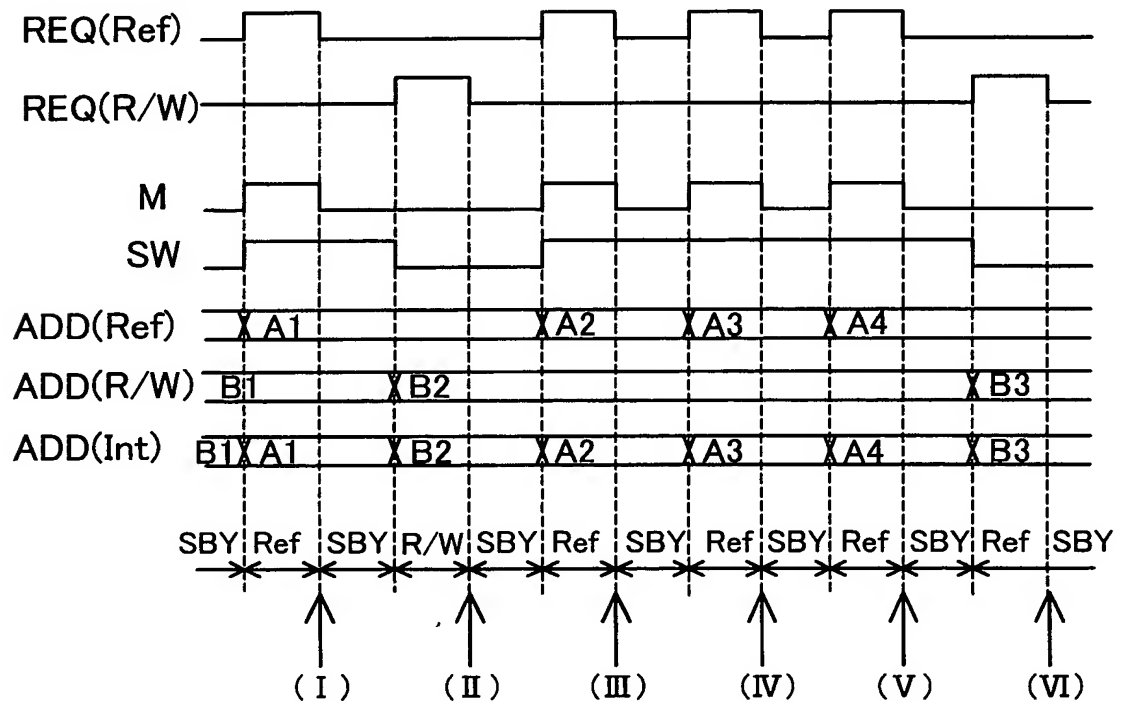 REQ(Ref)
REQ(R/W)
M
SW
ADD(Ref) A1 A2 A3 A4
ADD(R/W) B1 B2 B3
ADD(Int) B1 A1 B2 A2 A3 A4 B3
SBY Ref SBY R/W SBY Ref SBY Ref SBY Ref SBY Ref SBY
(I) (II) (III) (IV) (V) (VI)